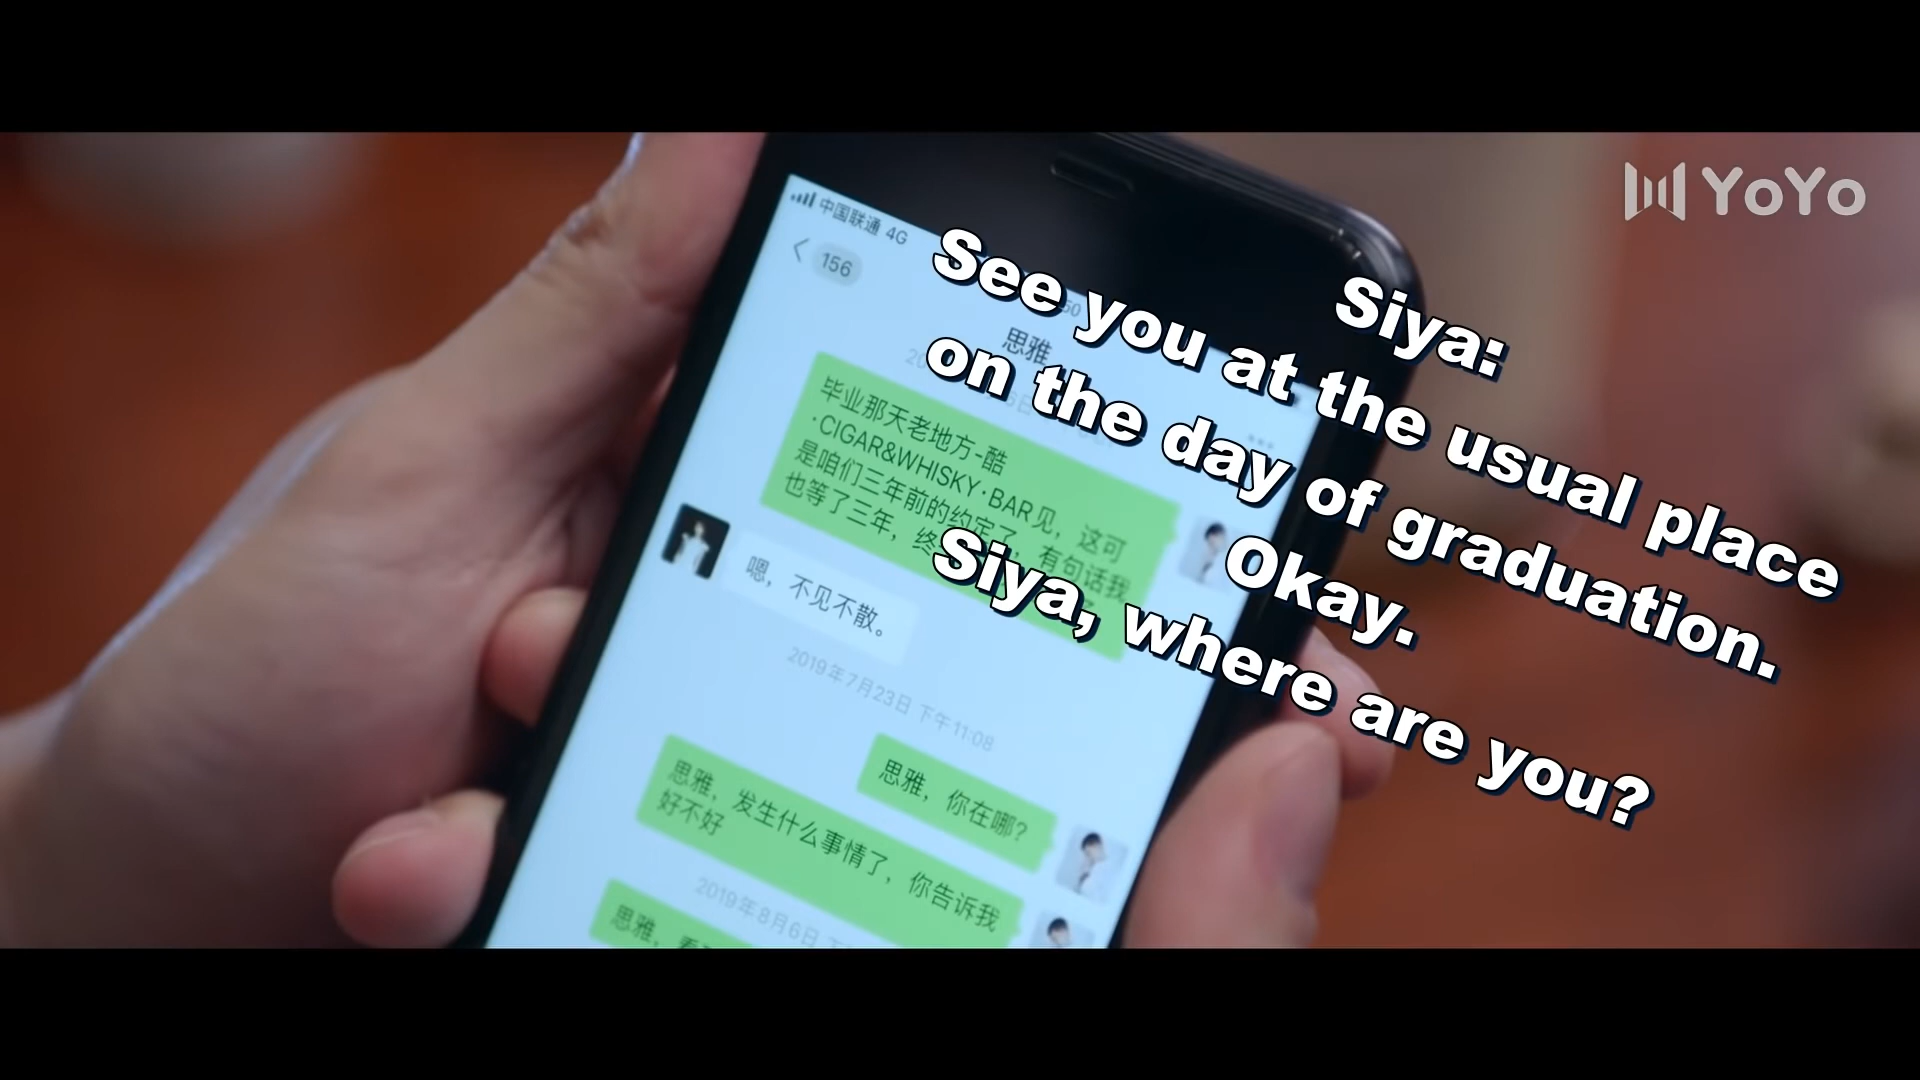 YoYo
中国联通 4G
156
思雅
毕业那天老地方-酷
·CIGAR&WHISKY·BAR见，这可
是咱们三年前的约定了，有句话我
也等了三年，终
嗯，不见不散。
2019年7月23日 下午11:08
思雅，你在哪?
思雅，发生什么事情了，你告诉我
好不好
2019年8月6日
思雅，
Siya:
See you at the usual place
on the day of graduation.
Okay.
Siya, where are you?